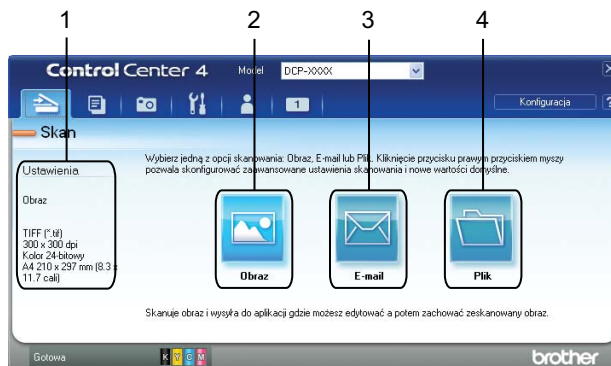 1 2 3 4
Control Center 4 Model DCP-XXXX
1 Konfiguracja ?
Skan
Wybierz jedną z opcji skanowania: Obraz, E-mail lub Plik. Kliknięcie przycisku prawym przyciskiem myszy
pozwala skonfigurować zaawansowane ustawienia skanowania i nowe wartości domyślne.
Ustawienia
Obraz
TIFF (*.tif)
300 x 300 dpi
Kolor 24-bitowy
A4 210 x 297 mm (8.3 x
11.7 cali)
Obraz E-mail Plik
Skanuje obraz i wysyła do aplikacji gdzie możesz edytować a potem zachować zeskanowany obraz.
Gotowa K Y C M brother